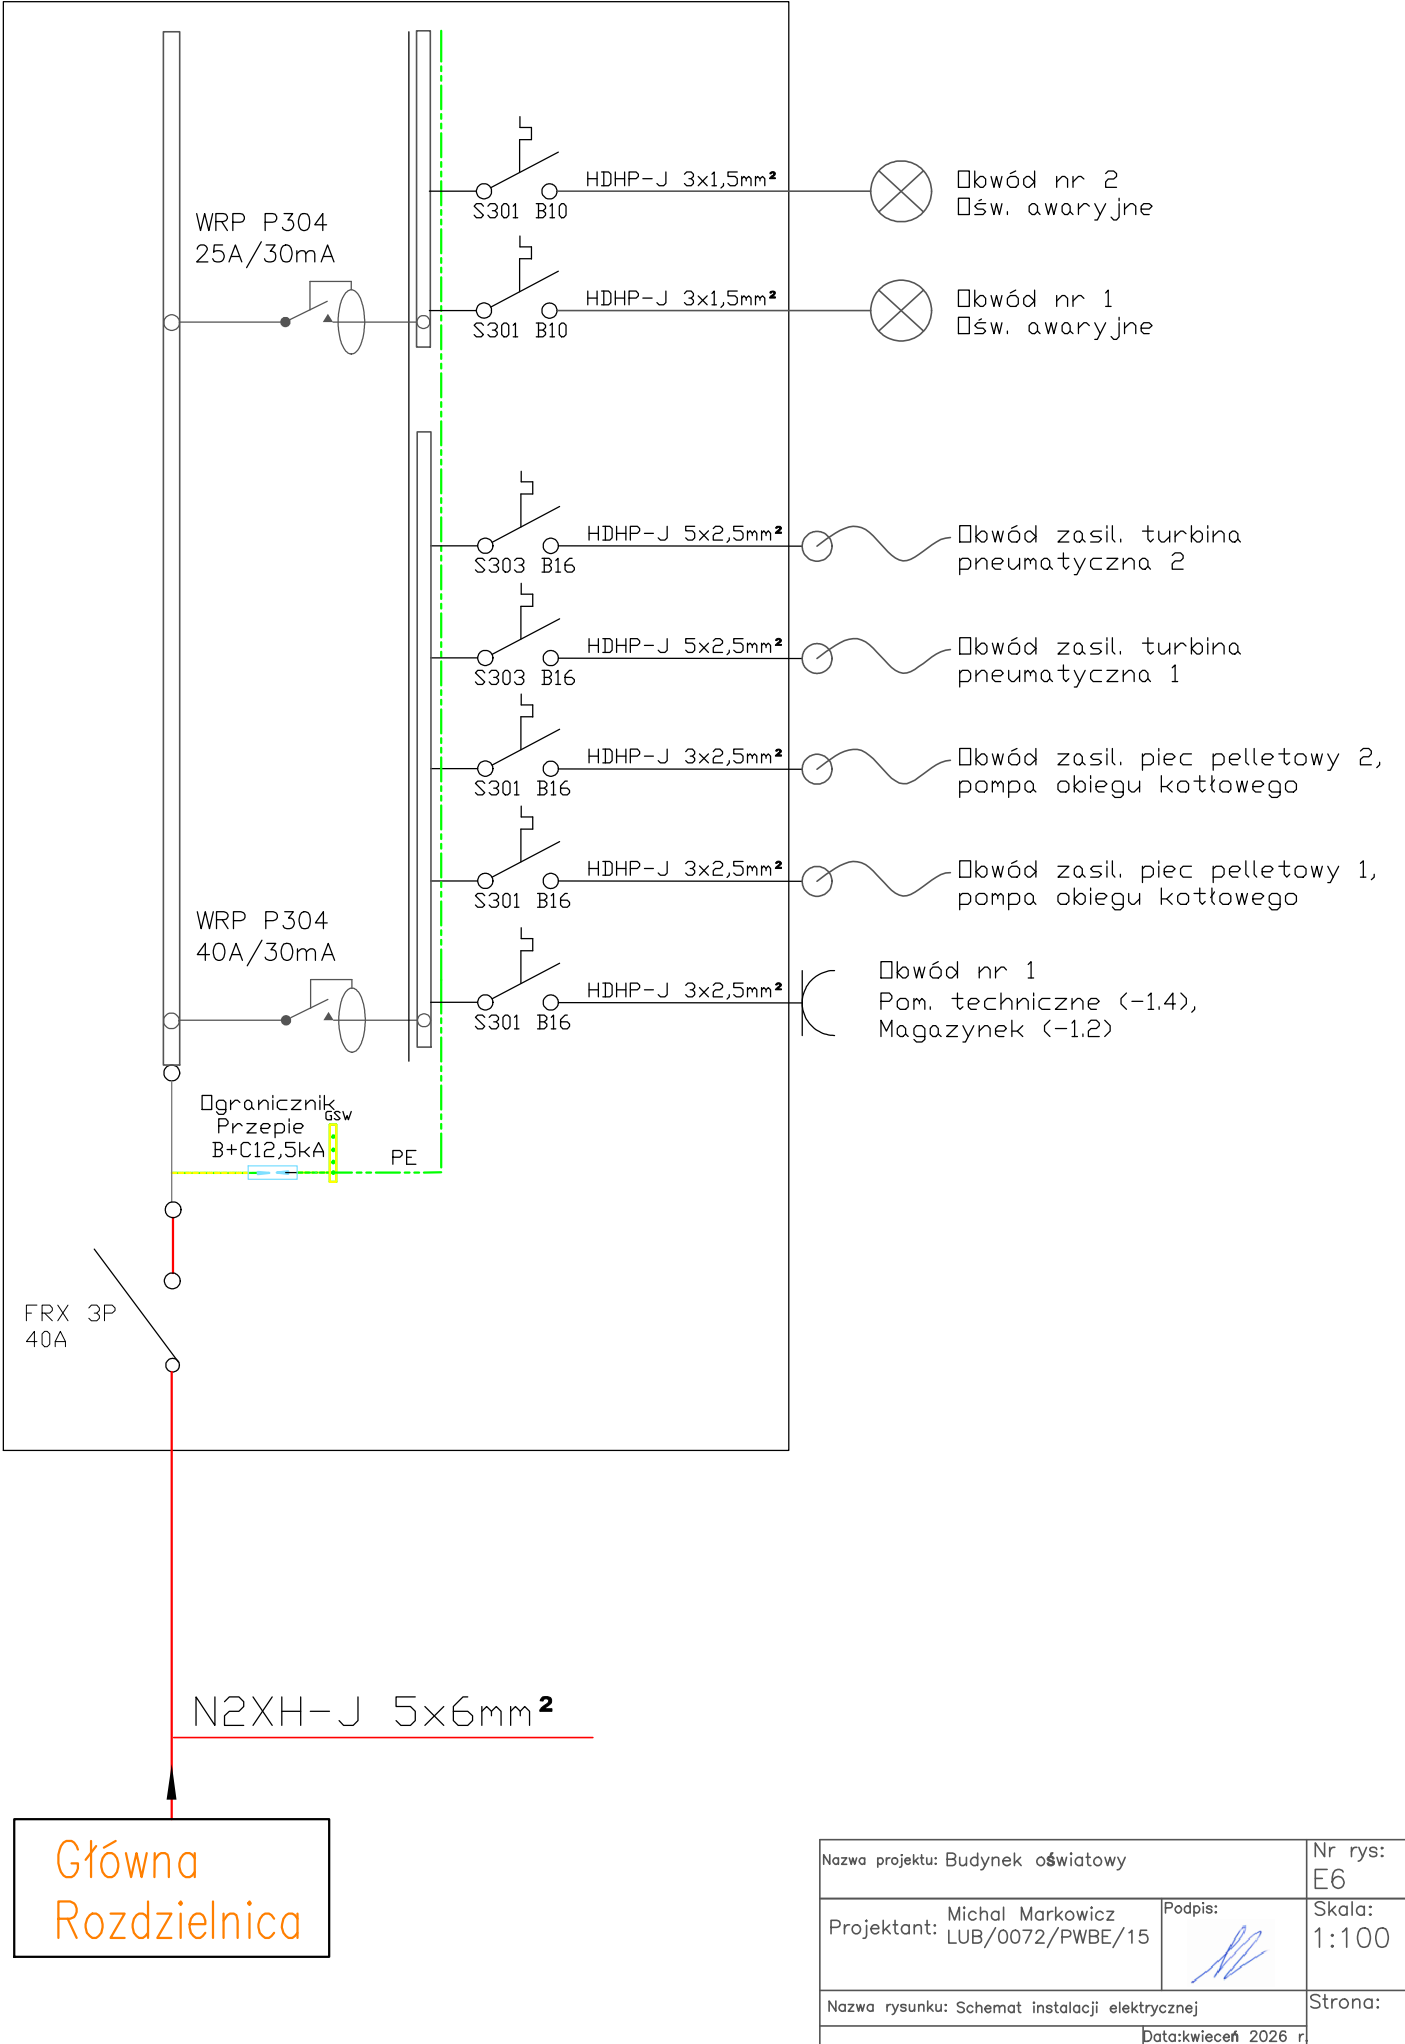 HDHP-J 3x1,5mm²
S301 B10
Obwód nr 2
Ośw. awaryjne
WRP P304
25A/30mA
HDHP-J 3x1,5mm²
S301 B10
Obwód nr 1
Ośw. awaryjne
HDHP-J 5x2,5mm²
S303 B16
Obwód zasil. turbina
pneumatyczna 2
HDHP-J 5x2,5mm²
S303 B16
Obwód zasil. turbina
pneumatyczna 1
HDHP-J 3x2,5mm²
S301 B16
Obwód zasil. piec pelletowy 2,
pompa obiegu kotłowego
HDHP-J 3x2,5mm²
S301 B16
Obwód zasil. piec pelletowy 1,
pompa obiegu kotłowego
WRP P304
40A/30mA
HDHP-J 3x2,5mm²
S301 B16
Obwód nr 1
Pom. techniczne (-1.4),
Magazynek (-1.2)
Ogranicznik
Przepie
B+C12,5kA
GSW
PE
FRX 3P
40A
N2XH-J 5x6mm²
Główna
Rozdzielnica
Nazwa projektu: Budynek oświatowy
Nr rys:
E6
Projektant: Michal Markowicz
LUB/0072/PWBE/15
Podpis:
Skala:
1:100
Nazwa rysunku: Schemat instalacji elektrycznej
Strona:
Data:kwieceń 2026 r.